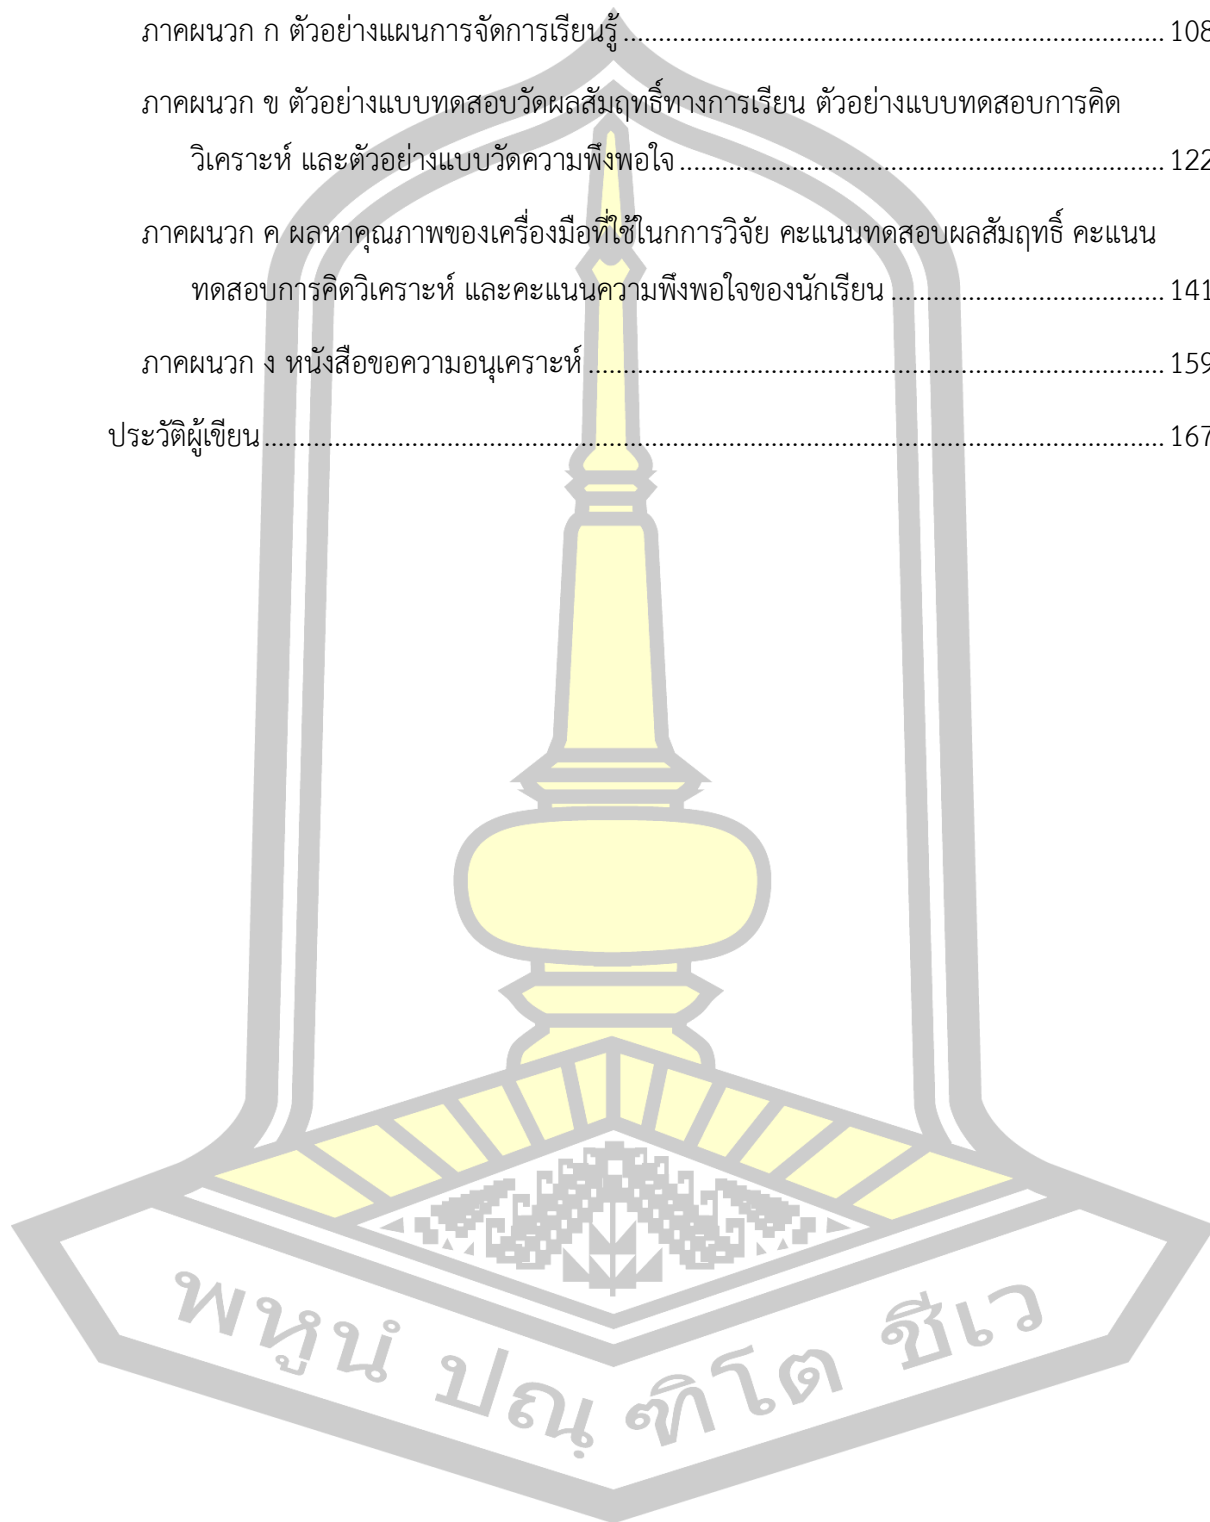 ภาคผนวก ก ตัวอย่างแผนการจัดการเรียนรู้ ........................................................................... 108
ภาคผนวก ข ตัวอย่างแบบทดสอบวัดผลสัมฤทธิ์ทางการเรียน ตัวอย่างแบบทดสอบการคิด
วิเคราะห์ และตัวอย่างแบบวัดความพึงพอใจ .................................................................... 122
ภาคผนวก ค ผลหาคุณภาพของเครื่องมือที่ใช้ในกการวิจัย คะแนนทดสอบผลสัมฤทธิ์ คะแนน
ทดสอบการคิดวิเคราะห์ และคะแนนความพึงพอใจของนักเรียน ...................................... 141
ภาคผนวก ง หนังสือขอความอนุเคราะห์ ................................................................................ 159
ประวัติผู้เขียน ............................................................................................................................... 167
พหูนํ ปณฺฑิโต ชีเว